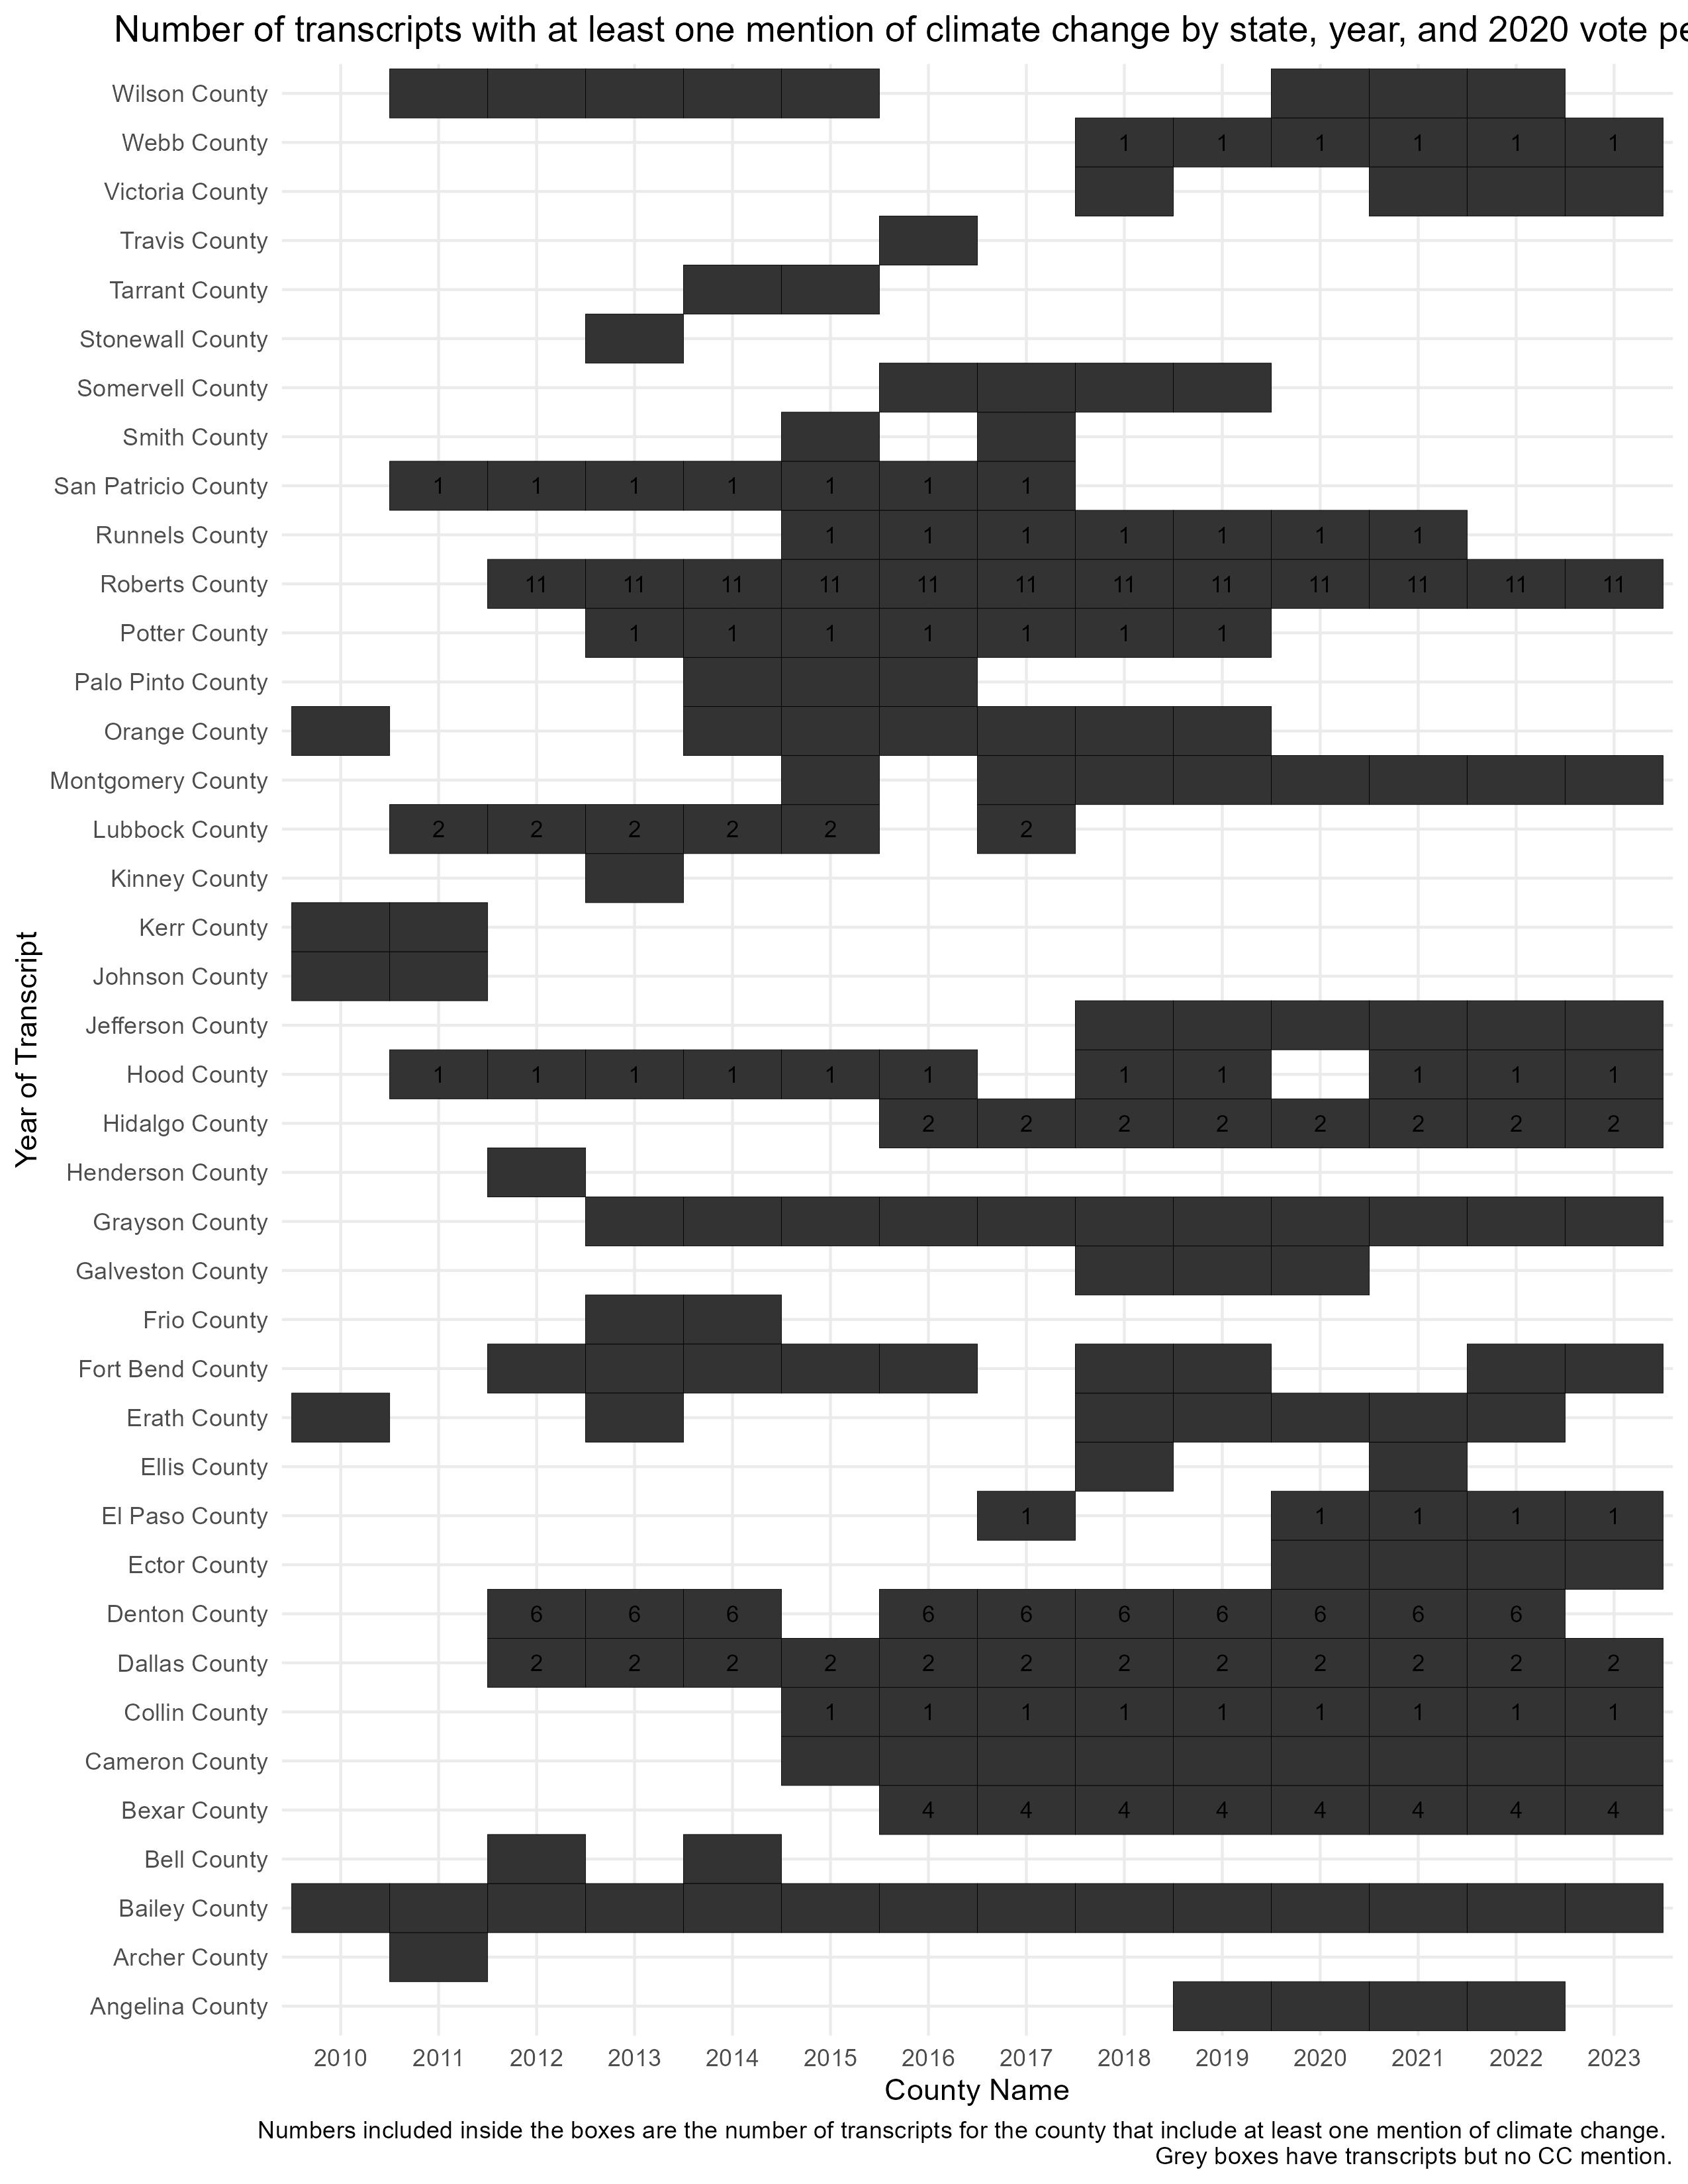 Number of transcripts with at least one mention of climate change by state, year, and 2020 vote pe
Wilson County
Webb County 1 1 1 1 1 1
Victoria County
Travis County
Tarrant County
Stonewall County
Somervell County
Smith County
San Patricio County 1 1 1 1 1 1 1
Runnels County 1 1 1 1 1 1 1
Roberts County 11 11 11 11 11 11 11 11 11 11 11 11
Potter County 1 1 1 1 1 1 1
Palo Pinto County
Orange County
Montgomery County
Lubbock County 2 2 2 2 2 2
Kinney County
Kerr County
Johnson County
Jefferson County
Hood County 1 1 1 1 1 1 1 1 1 1 1
Hidalgo County 2 2 2 2 2 2 2 2
Henderson County
Grayson County
Galveston County
Frio County
Fort Bend County
Erath County
Ellis County
El Paso County 1 1 1 1 1
Ector County
Denton County 6 6 6 6 6 6 6 6 6 6
Dallas County 2 2 2 2 2 2 2 2 2 2 2 2
Collin County 1 1 1 1 1 1 1 1 1
Cameron County
Bexar County 4 4 4 4 4 4 4 4
Bell County
Bailey County
Archer County
Angelina County
Year of Transcript
2010 2011 2012 2013 2014 2015 2016 2017 2018 2019 2020 2021 2022 2023
County Name
Numbers included inside the boxes are the number of transcripts for the county that include at least one mention of climate change.
Grey boxes have transcripts but no CC mention.